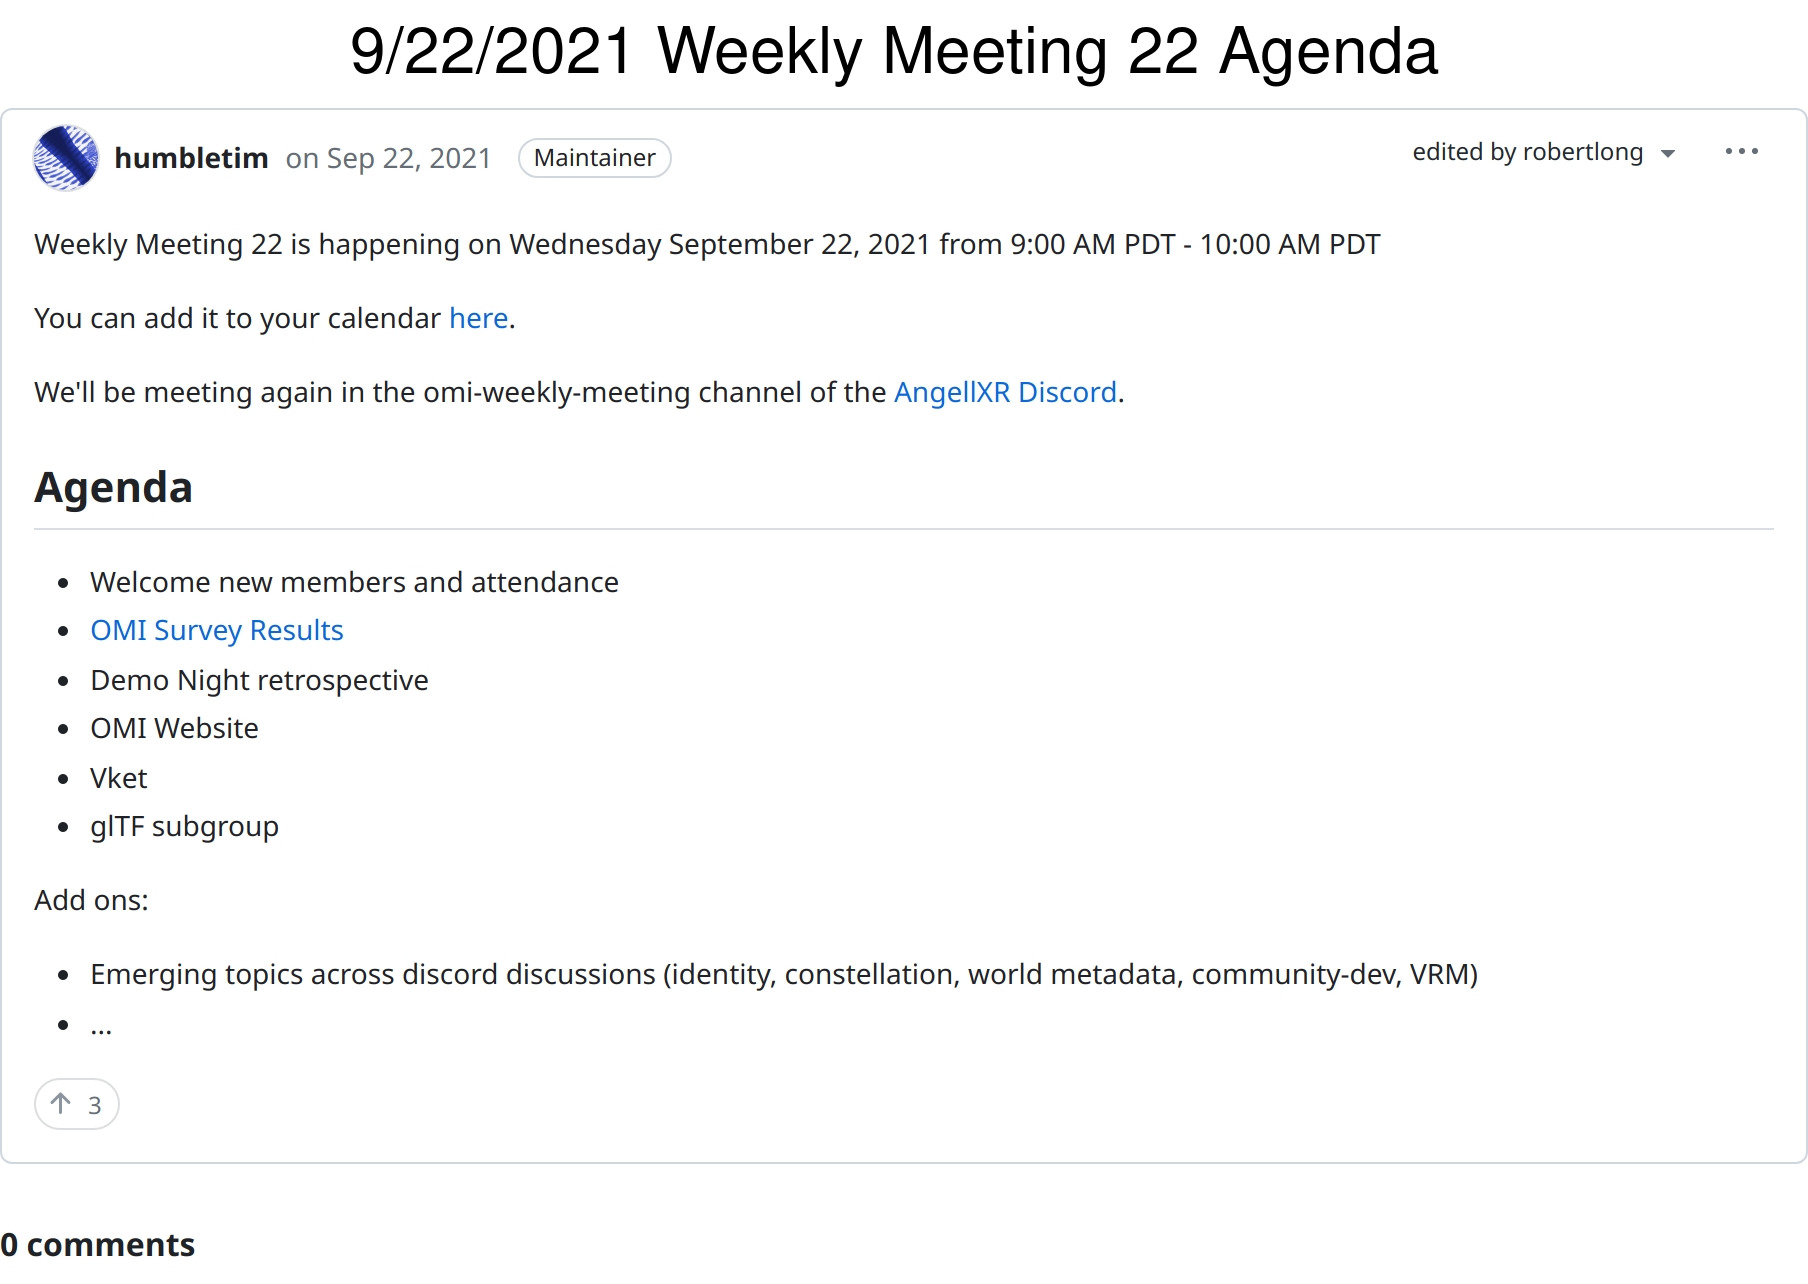 9/22/2021 Weekly Meeting 22 Agenda
humbletim on Sep 22, 2021 Maintainer edited by robertlong
Weekly Meeting 22 is happening on Wednesday September 22, 2021 from 9:00 AM PDT - 10:00 AM PDT
You can add it to your calendar here.
We'll be meeting again in the omi-weekly-meeting channel of the AngellXR Discord.
Agenda
• Welcome new members and attendance
• OMI Survey Results
• Demo Night retrospective
• OMI Website
• Vket
• glTF subgroup
Add ons:
• Emerging topics across discord discussions (identity, constellation, world metadata, community-dev, VRM)
• ...
↑ 3
0 comments